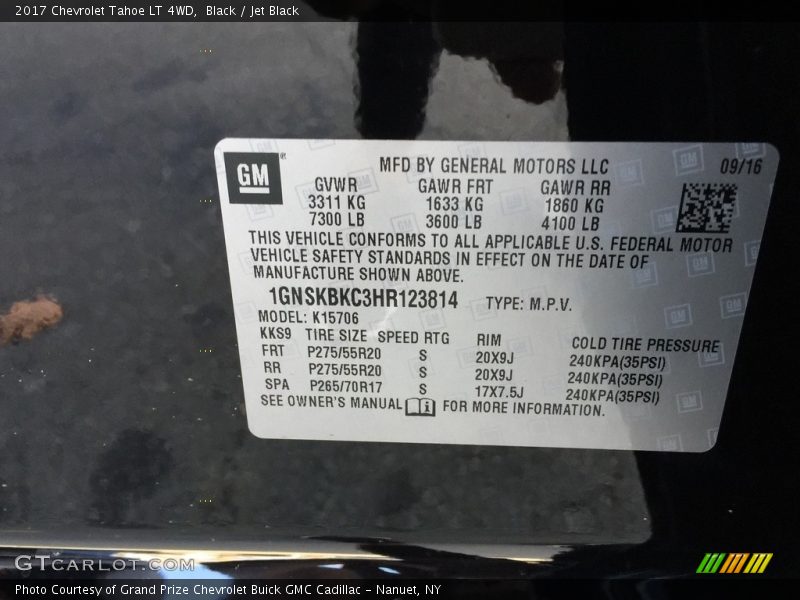 2017 Chevrolet Tahoe LT 4WD,  Black / Jet Black
GM®
MFD BY GENERAL MOTORS LLC 09/16
GVWR GAWR FRT GAWR RR
3311 KG 1633 KG 1860 KG
7300 LB 3600 LB 4100 LB
THIS VEHICLE CONFORMS TO ALL APPLICABLE U.S. FEDERAL MOTOR
VEHICLE SAFETY STANDARDS IN EFFECT ON THE DATE OF
MANUFACTURE SHOWN ABOVE.
1GNSKBKC3HR123814 TYPE: M.P.V.
MODEL: K15706
KKS9 TIRE SIZE SPEED RTG RIM COLD TIRE PRESSURE
FRT P275/55R20 S 20X9J 240KPA(35PSI)
RR P275/55R20 S 20X9J 240KPA(35PSI)
SPA P265/70R17 S 17X7.5J 240KPA(35PSI)
SEE OWNER'S MANUAL FOR MORE INFORMATION.
GTCARLOT.COM
Photo Courtesy of Grand Prize Chevrolet Buick GMC Cadillac - Nanuet, NY